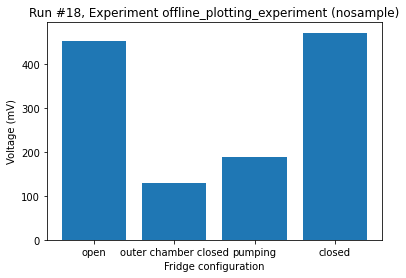 Run #18, Experiment offline_plotting_experiment (nosample)
Voltage (mV)
400
300
200
100
0
open outer chamber closed pumping closed
Fridge configuration